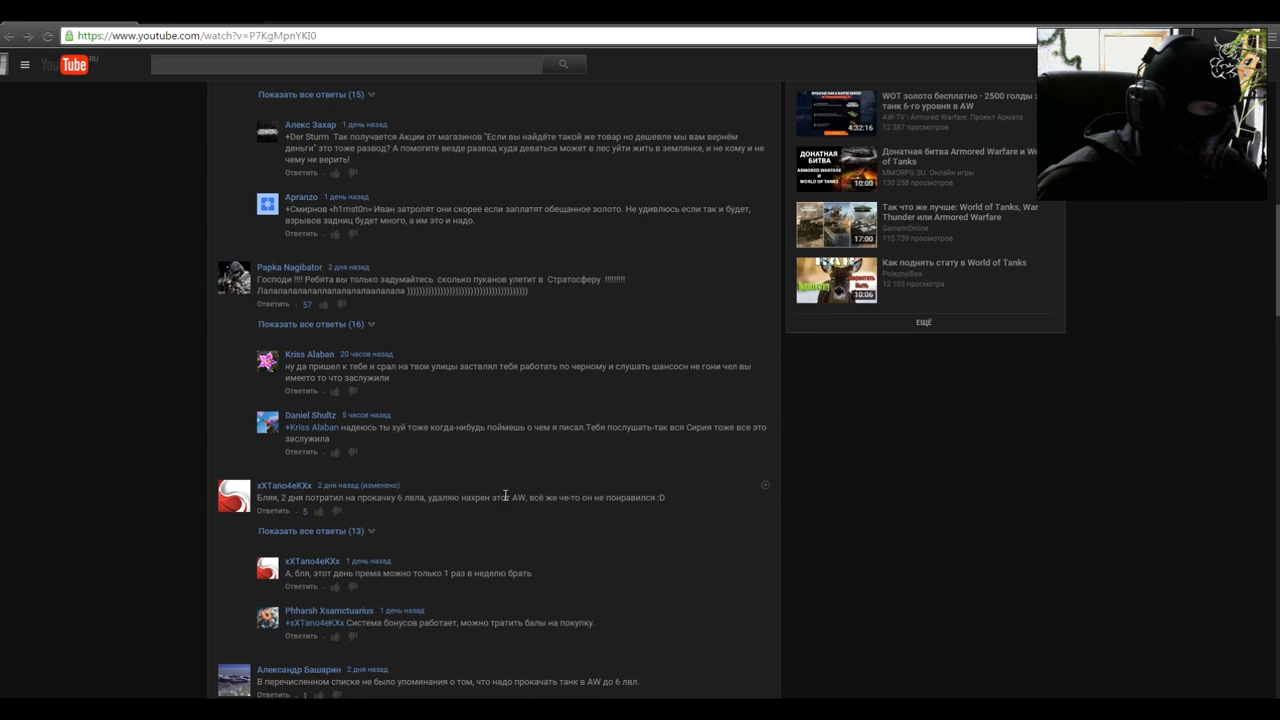 https://www.youtube.com/watch?v=P7KgMpnYKI0
YouTube RU
Показать все ответы (15)
Алекс Захар 1 день назад
+Der Sturm Так получается Акции от магазинов "Если вы найдёте такой же товар но дешевле мы вам вернём
деньги" это тоже развод? А помогите везде развод куда деваться может в лес уйти жить в землянке, и не кому и не
чему не верить!
Ответить
Apranzo 1 день назад
+Смирнов «h1mst0n» Иван затролят они скорее если заплатят обещанное золото. Не удивлюсь если так и будет,
взрывов задниц будет много, а им это и надо.
Ответить
Papka Nagibator 2 дня назад
Господи !!!! Ребята вы только задумайтесь сколько пуканов улетит в Стратосферу !!!!!!!!!
Ответить 57
Показать все ответы (16)
Kriss Alaban 20 часов назад
ну да пришел к тебе и срал на твои улицы заствлял тебя работать по черному и слушать шансосн не гони чел вы
имеето то что заслужили
Ответить
Daniel Shultz 5 часов назад
+Kriss Alaban надеюсь ты хуй тоже когда-нибудь поймешь о чем я писал.Тебя послушать-так вся Сирия тоже все это
заслужила
Ответить
xXTano4eKXx 2 дня назад (изменено)
Бляя, 2 дня потратил на прокачку 6 лвла, удаляю нахрен этот AW, всё же че-то он не понравился :D
Ответить 5
Показать все ответы (13)
xXTano4eKXx 1 день назад
А, бля, этот день према можно только 1 раз в неделю брать
Ответить
Phharsh Xsamctuarius 1 день назад
+xXTano4eKXx Система бонусов работает, можно тратить балы на покупку.
Ответить
Александр Башарин 2 дня назад
В перечисленном списке не было упоминания о том, что надо прокачать танк в AW до 6 лвл.
Ответить 1
WOT золото бесплатно - 2500 голды
танк 6-го уровня в AW
AW-TV | Armored Warfare: Проект Армата
12 387 просмотров
4:32:16
ДОНАТНАЯ
БИТВА
ARMORED WARFARE
И
WORLD OF TANKS
10:00
Донатная битва Armored Warfare и
of Tanks
MMORPG.SU. Онлайн игры
130 258 просмотров
17:00
Так что же лучше: World of Tanks, War
Thunder или Armored Warfare
GameInOnline
115 739 просмотров
10:06
Как поднять стату в World of Tanks
PoleznyiBes
12 103 просмотра
ЕЩЁ